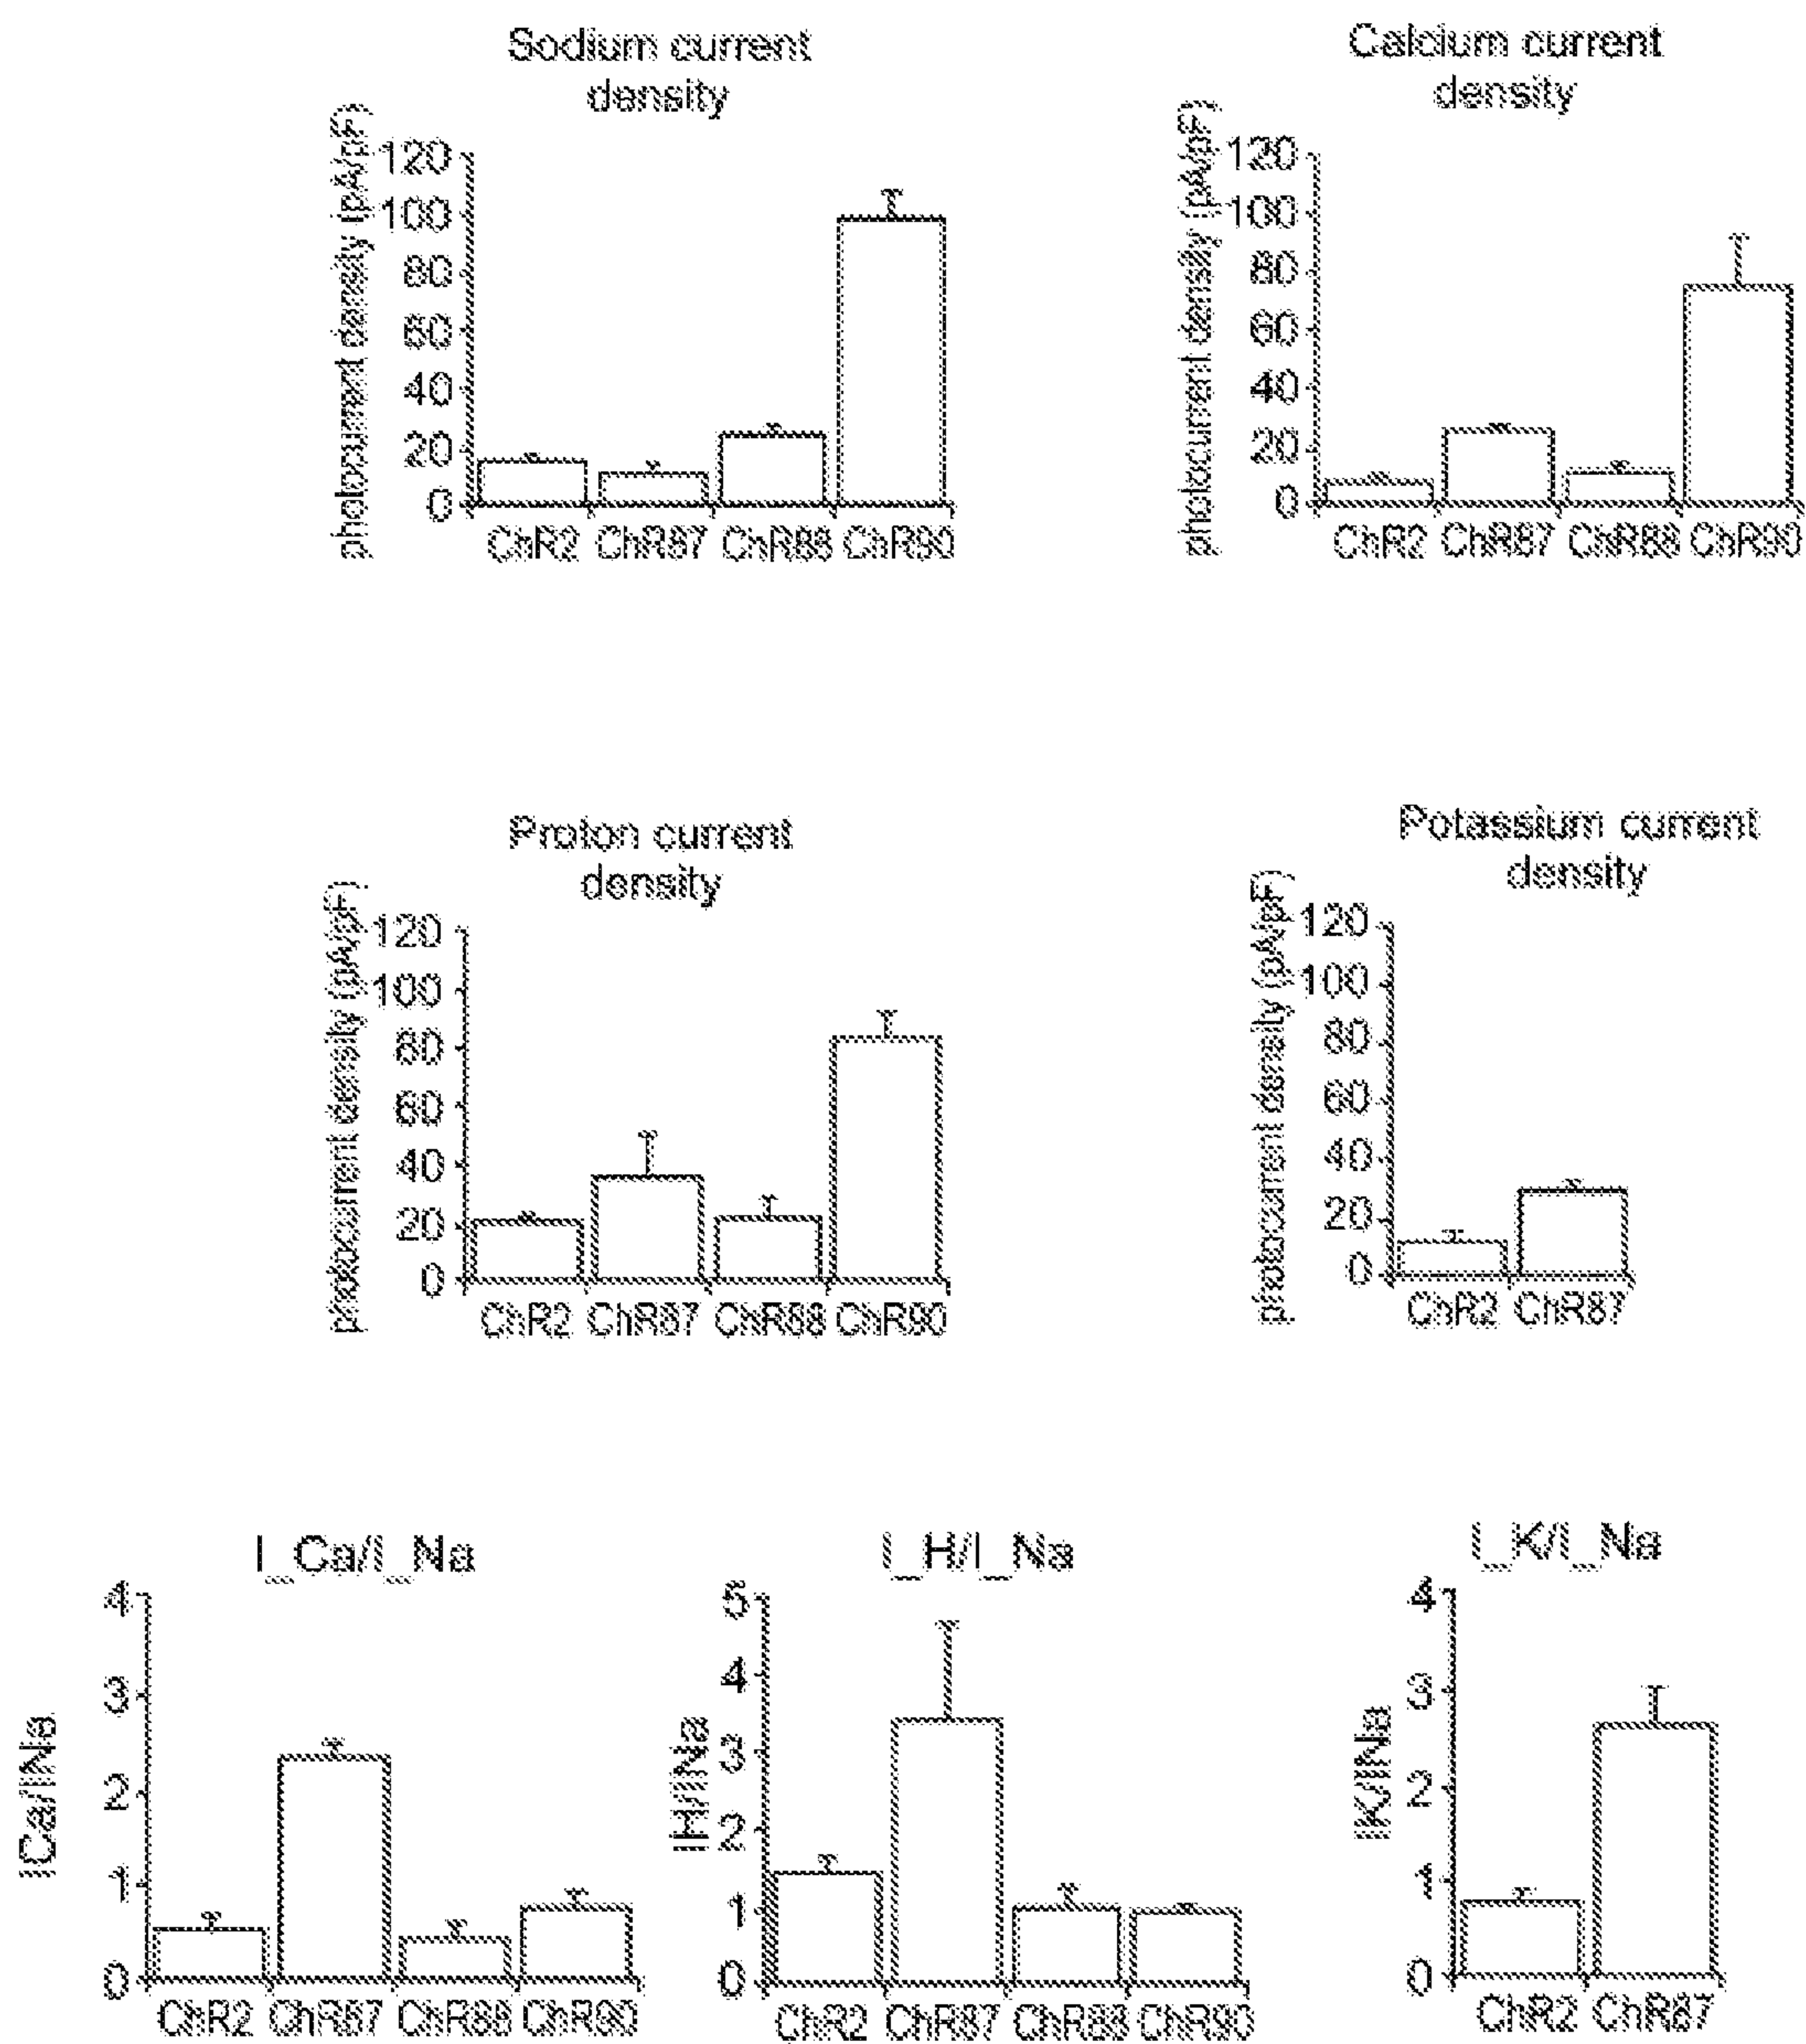 Sodium current
density
photocurrent density (pA/pF)
120
100
80
60
40
20
0
ChR2 ChR87 ChR88 ChR90
Calcium current
density
photocurrent density (pA/pF)
120
100
80
60
40
20
0
ChR2 ChR87 ChR88 ChR90
Proton current
density
photocurrent density (pA/pF)
120
100
80
60
40
20
0
ChR2 ChR87 ChR88 ChR90
Potassium current
density
photocurrent density (pA/pF)
120
100
80
60
40
20
0
ChR2 ChR87
I_Ca/I_Na
ICa/INa
4
3
2
1
0
ChR2 ChR87 ChR88 ChR90
I_H/I_Na
IH/INa
5
4
3
2
1
0
ChR2 ChR87 ChR88 ChR90
I_K/I_Na
IK/INa
4
3
2
1
0
ChR2 ChR87